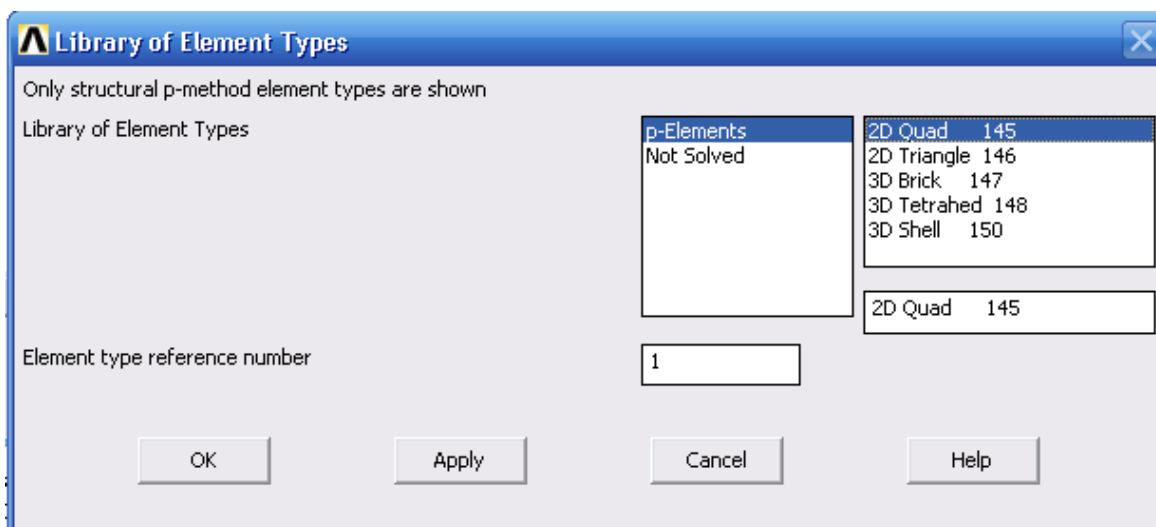 Library of Element Types
Only structural p-method element types are shown
Library of Element Types
p-Elements
Not Solved
2D Quad 145
2D Triangle 146
3D Brick 147
3D Tetrahed 148
3D Shell 150
2D Quad 145
Element type reference number
1
OK
Apply
Cancel
Help